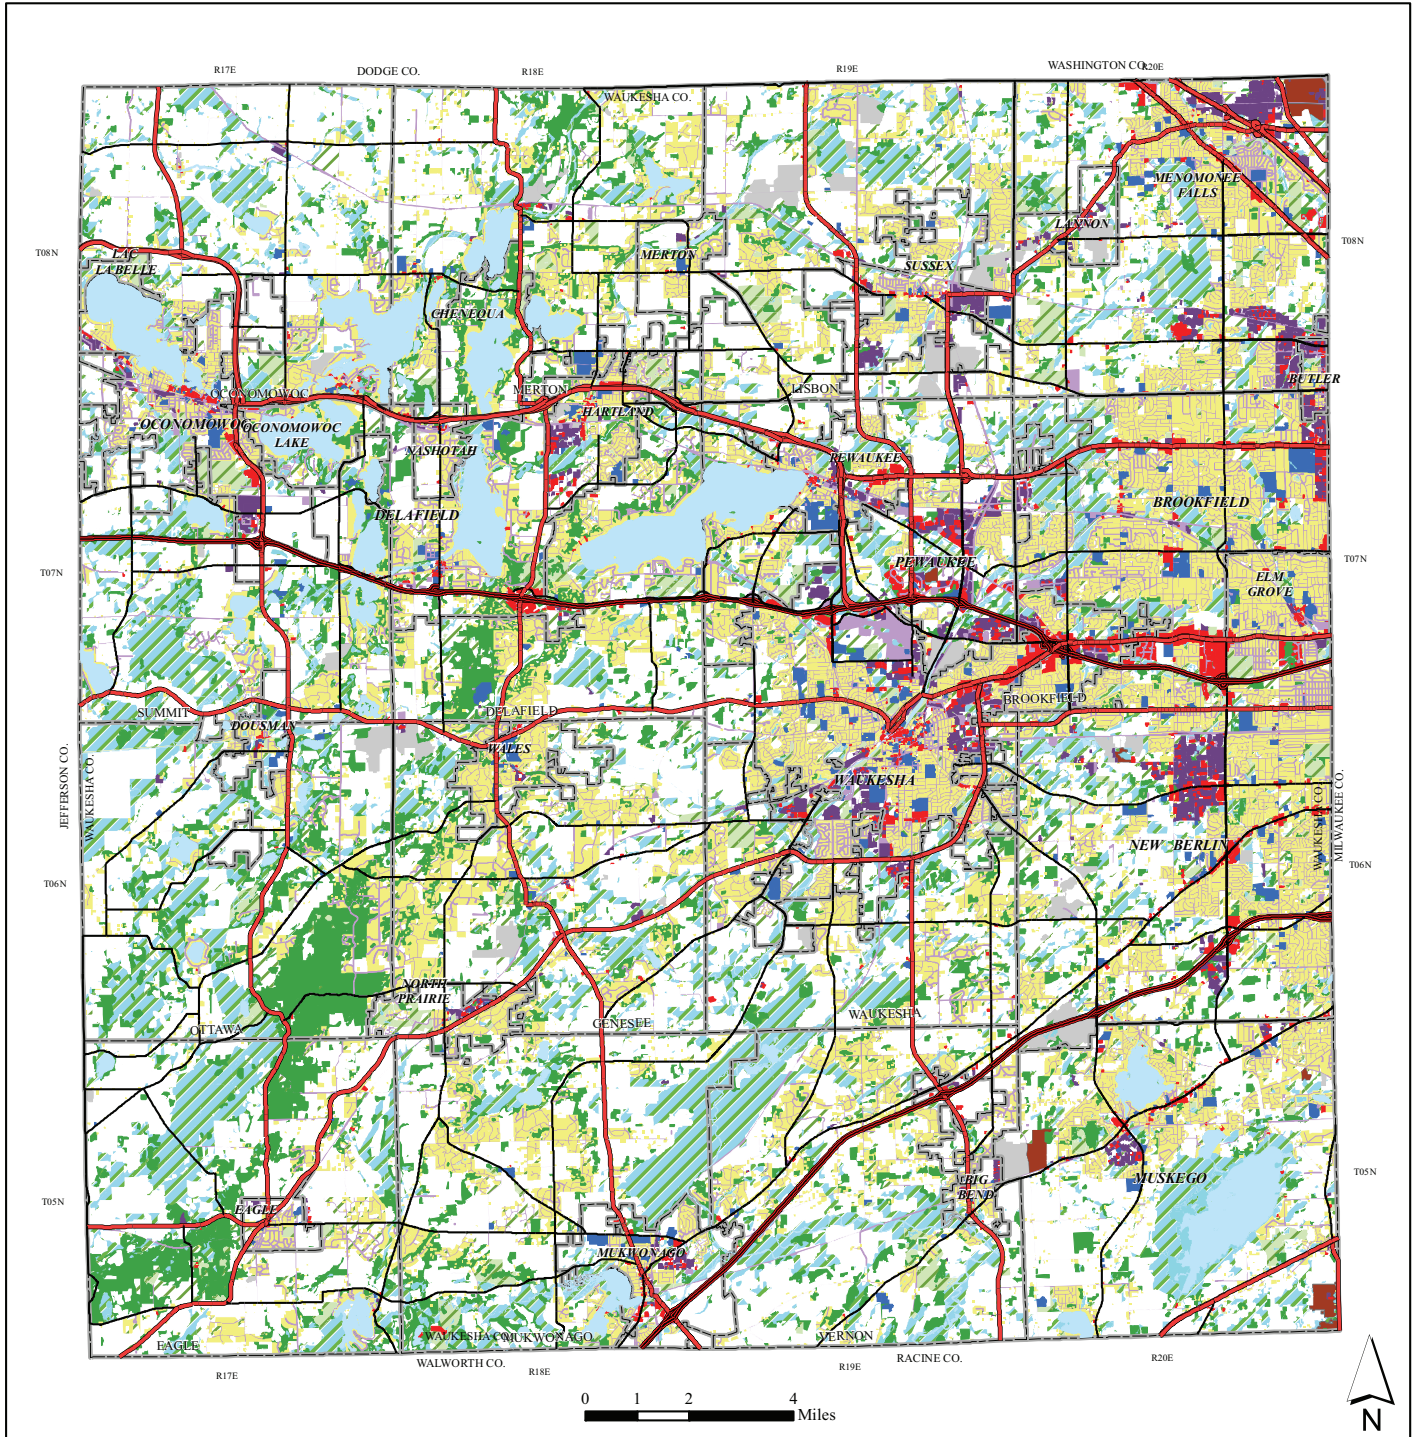 R17E
DODGE CO.
R18E
R19E
WASHINGTON CO.
R20E
WAUKESHA CO.
MENOMONEE
FALLS
T08N
LANNON
T08N
LAC
LA BELLE
MERTON
SUSSEX
CHENEQUA
OCONOMOWOC
MERTON
LISBON
BUTLER
OCONOMOWOC
OCONOMOWOC
LAKE
HARTLAND
NASHOTAH
PEWAUKEE
DELAFIELD
BROOKFIELD
T07N
PEWAUKEE
T07N
ELM
GROVE
SUMMIT
DOUSMAN
DELAFIELD
BROOKFIELD
WALES
JEFFERSON CO.
WAUKESHA CO.
WAUKESHA
WAUKESHA CO.
MILWAUKEE CO.
NEW BERLIN
T06N
T06N
NORTH
PRAIRIE
OTTAWA
GENESEE
WAUKESHA
T05N
BIG
BEND
MUSKEGO
T05N
EAGLE
MUKWONAGO
EAGLE
WAUKESHA CO.
MUKWONAGO
VERNON
WALWORTH CO.
RACINE CO.
R17E
R18E
R19E
R20E
0 1 2 4
Miles
N